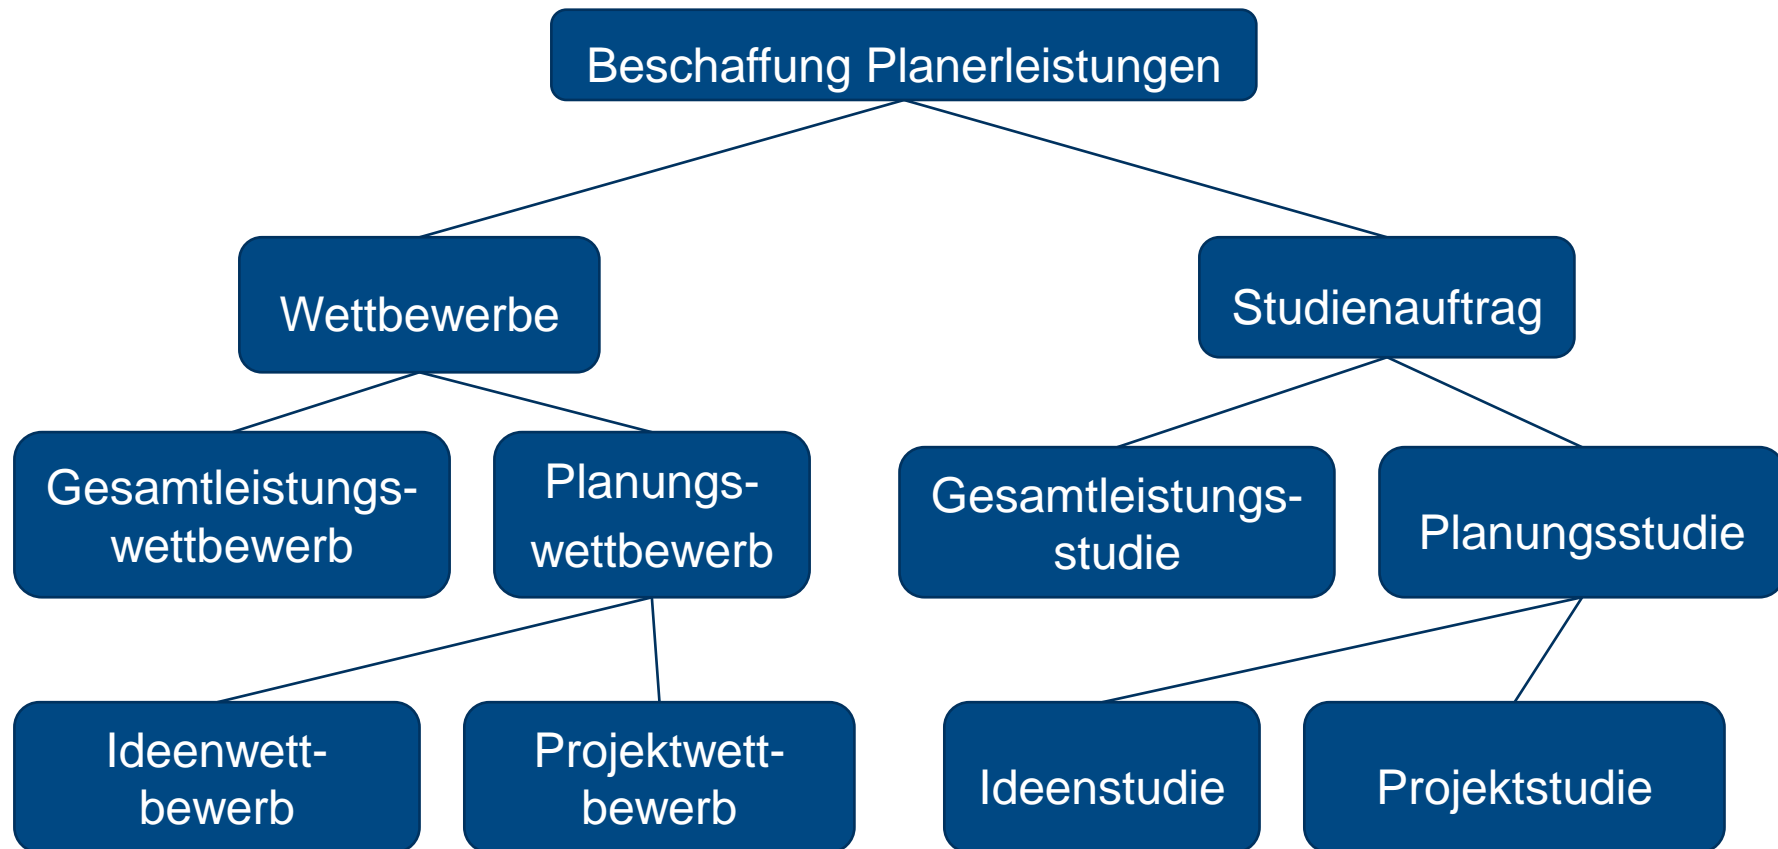 Beschaffung Planerleistungen
Wettbewerbe
Studienauftrag
Gesamtleistungs-
wettbewerb
Planungs-
wettbewerb
Gesamtleistungs-
studie
Planungsstudie
Ideenwett-
bewerb
Projektwett-
bewerb
Ideenstudie
Projektstudie